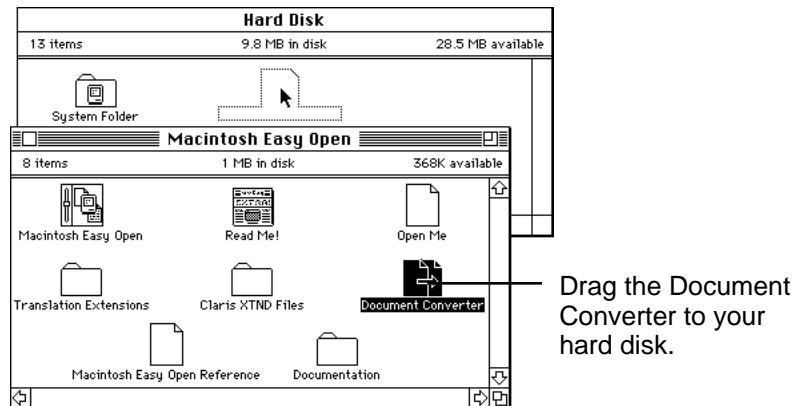 Hard Disk
13 items 9.8 MB in disk 28.5 MB available
System Folder
Macintosh Easy Open
8 items 1 MB in disk 368K available
Macintosh Easy Open Read Me! Open Me
Translation Extensions Claris XTND Files Document Converter
Macintosh Easy Open Reference Documentation
Drag the Document
Converter to your
hard disk.